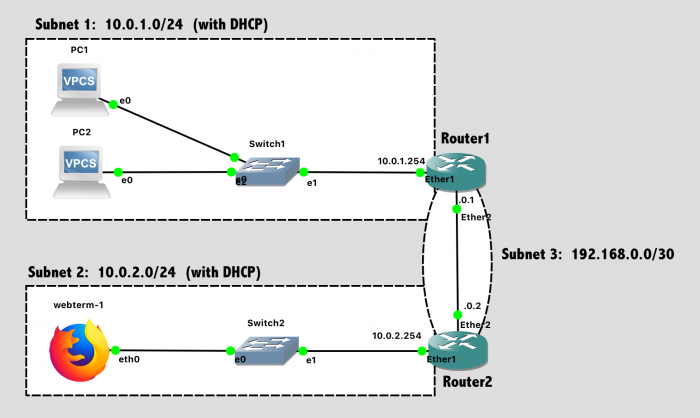 Subnet 1: 10.0.1.0/24 (with DHCP)
PC1
VPCS
e0
PC2
VPCS
e0
Switch1
e2
e1
10.0.1.254
Router1
Ether1
.0.1
Ether2
Subnet 3: 192.168.0.0/30
Subnet 2: 10.0.2.0/24 (with DHCP)
webterm-1
eth0
Switch2
e0
e1
10.0.2.254
.0.2
Ether2
Ether1
Router2